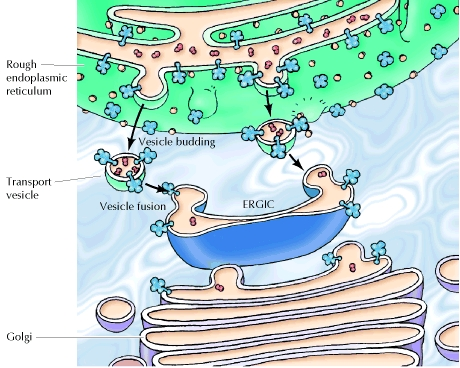 Rough
endoplasmic
reticulum
Vesicle budding
Transport
vesicle
Vesicle fusion
ERGIC
Golgi